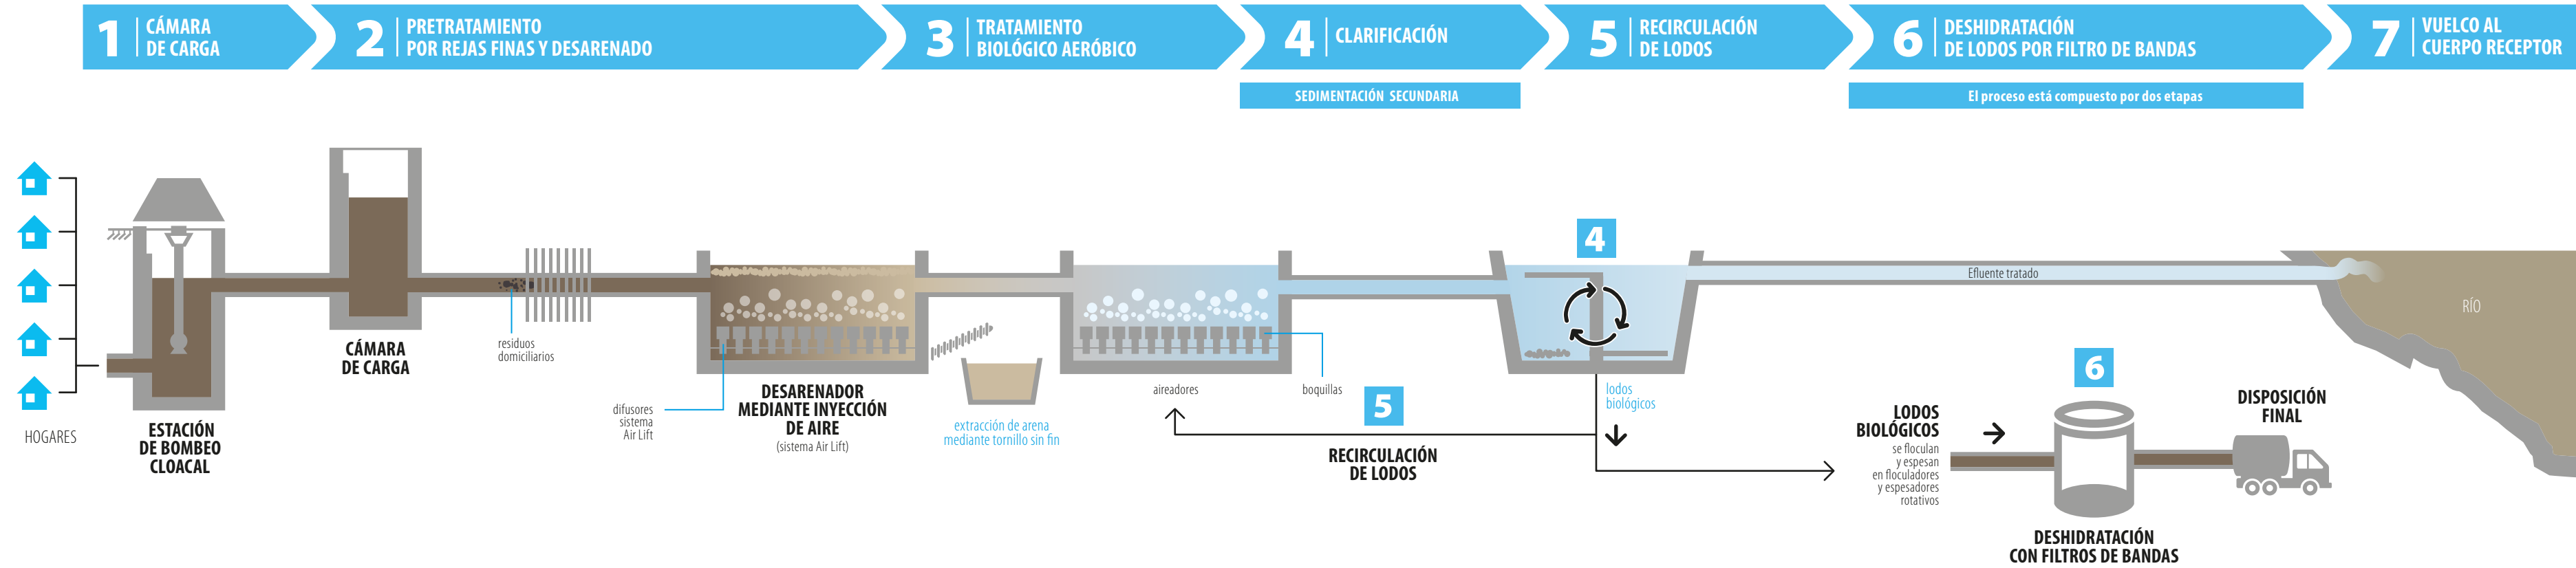 1
CÁMARA
DE CARGA
2
PRETRATAMIENTO
POR REJAS FINAS Y DESARENADO
3
TRATAMIENTO
BIOLÓGICO AERÓBICO
4
CLARIFICACIÓN
5
RECIRCULACIÓN
DE LODOS
6
DESHIDRATACIÓN
DE LODOS POR FILTRO DE BANDAS
7
VUELCO AL
CUERPO RECEPTOR
SEDIMENTACIÓN SECUNDARIA
El proceso está compuesto por dos etapas
HOGARES
ESTACIÓN
DE BOMBEO
CLOACAL
CÁMARA
DE CARGA
residuos
domiciliarios
difusores
sistema
Air Lift
DESARENADOR
MEDIANTE INYECCIÓN
DE AIRE
(sistema Air Lift)
extracción de arena
mediante tornillo sin fin
aireadores
boquillas
5
RECIRCULACIÓN
DE LODOS
4
lodos
biológicos
Efluente tratado
LODOS
BIOLÓGICOS
se floculan
y espesan
en floculadores
y espesadores
rotativos
6
DESHIDRATACIÓN
CON FILTROS DE BANDAS
DISPOSICIÓN
FINAL
RÍO